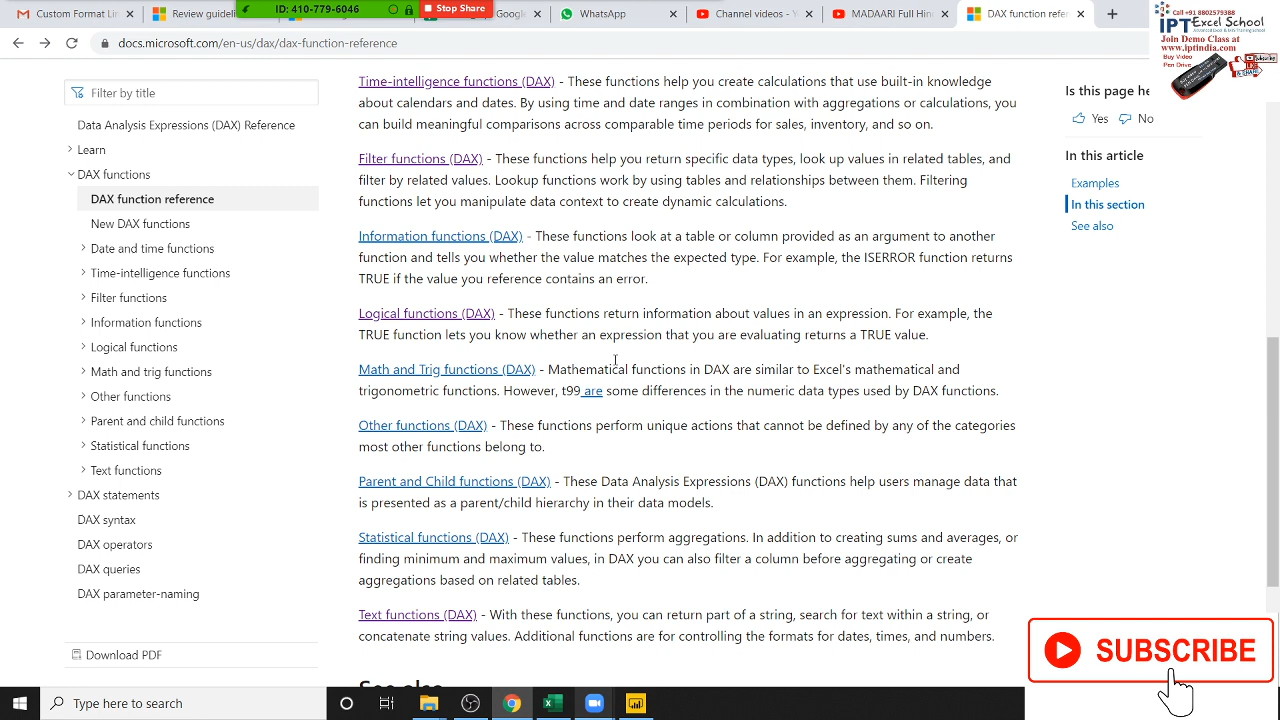 Gmail - Custom Format Li
Review guideli
ID: 410-779-6046
Stop Share
Got
WhatsApp
Channel videos - Y
MADAARI - Fill Hin
DAX function refer
docs.microsoft.com/en-us/dax/dax-function-reference
Call +91 8802579388
IPT Excel School
Advanced Excel & MIS Training School
Join Demo Class at
www.iptindia.com
Buy Video
Pen Drive
Filter by title
Data Analysis Expressions (DAX) Reference
Learn
DAX functions
DAX function reference
New DAX functions
Date and time functions
Time-intelligence functions
Filter functions
Information functions
Logical functions
Math and trig functions
Other functions
Parent and child functions
Statistical functions
Text functions
DAX statements
DAX syntax
DAX operators
DAX queries
DAX parameter-naming
Download PDF
Time-intelligence functions (DAX) - These functions help you create calculations that use built-in knowledge
about calendars and dates. By using time and date ranges in combination with aggregations or calculations, you
can build meaningful comparisons across comparable time periods for sales, inventory, and so on.
Filter functions (DAX) - These functions help you return specific data types, look up values in related tables, and
filter by related values. Lookup functions work by using tables and relationships between them. Filtering
functions let you manipulate data context to create dynamic calculations.
Information functions (DAX) - These functions look at a table or column provided as an argument to another
function and tells you whether the value matches the expected type. For example, the ISERROR function returns
TRUE if the value you reference contains an error.
Logical functions (DAX) - These functions return information about values in an expression. For example, the
TRUE function lets you know whether an expression that you are evaluating returns a TRUE value.
Math and Trig functions (DAX) - Mathematical functions in DAX are similar to Excel's mathematical and
trigonometric functions. However, t99 are some differences in the numeric data types used by DAX functions.
Other functions (DAX) - These functions perform unique actions that cannot be defined by any of the categories
most other functions belong to.
Parent and Child functions (DAX) - These Data Analysis Expressions (DAX) functions help users manage data that
is presented as a parent/child hierarchy in their data models.
Statistical functions (DAX) - These functions perform aggregations. In addition to creating sums and averages, or
finding minimum and maximum values, in DAX you can also filter a column before aggregating or create
aggregations based on related tables.
Text functions (DAX) - With these functions, you can return part of a string, search for text within a string, or
concatenate string values. Additional functions are for controlling the formats for dates, times, and numbers.
See also
Is this page he
Yes No
In this article
Examples
In this section
See also
SUBSCRIBE
Type here to search